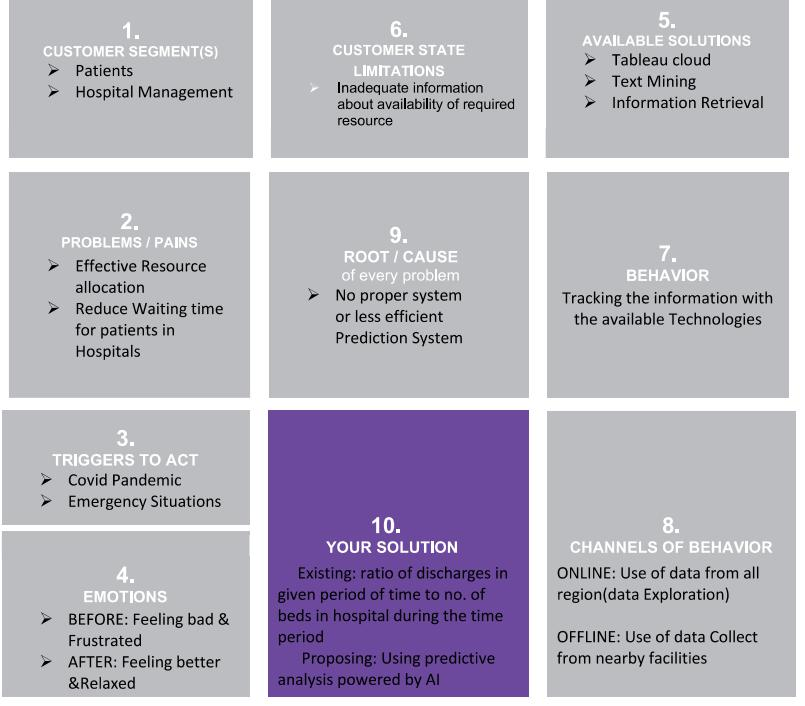 1.
CUSTOMER SEGMENT(S)
➢ Patients
➢ Hospital Management
6.
CUSTOMER STATE
LIMITATIONS
➢ Inadequate information
about availability of required
resource
5.
AVAILABLE SOLUTIONS
➢ Tableau cloud
➢ Text Mining
➢ Information Retrieval
2.
PROBLEMS / PAINS
➢ Effective Resource
allocation
➢ Reduce Waiting time
for patients in
Hospitals
9.
ROOT / CAUSE
of every problem
➢ No proper system
or less efficient
Prediction System
7.
BEHAVIOR
Tracking the information with
the available Technologies
3.
TRIGGERS TO ACT
➢ Covid Pandemic
➢ Emergency Situations
4.
EMOTIONS
➢ BEFORE: Feeling bad &
Frustrated
➢ AFTER: Feeling better
&Relaxed
10.
YOUR SOLUTION
Existing: ratio of discharges in
given period of time to no. of
beds in hospital during the time
period
Proposing: Using predictive
analysis powered by AI
8.
CHANNELS OF BEHAVIOR
ONLINE: Use of data from all
region(data Exploration)
OFFLINE: Use of data Collect
from nearby facilities